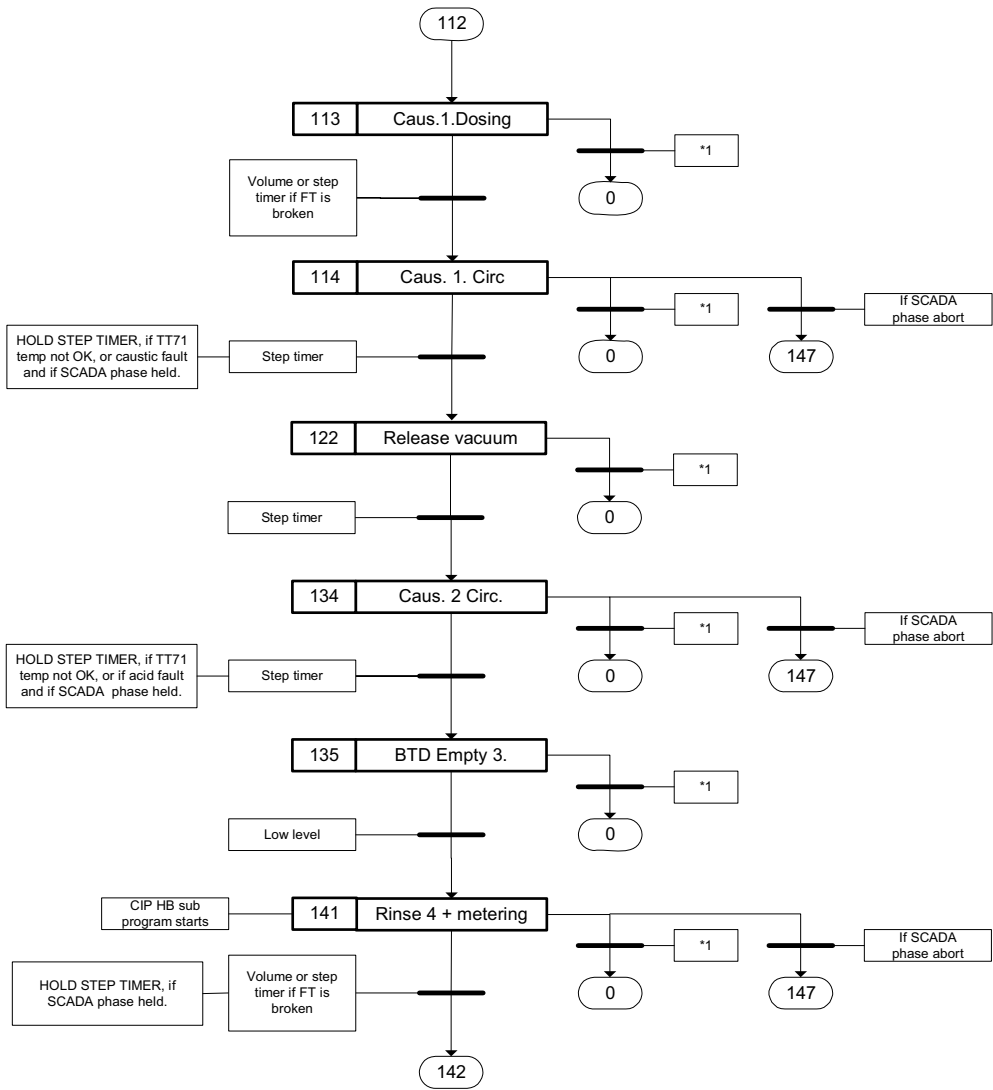 112
113 Caus.1.Dosing
*1
Volume or step
timer if FT is
broken
0
114 Caus. 1. Circ
*1
If SCADA
phase abort
HOLD STEP TIMER, if TT71
temp not OK, or caustic fault
and if SCADA phase held.
Step timer
0
147
122 Release vacuum
*1
Step timer
0
134 Caus. 2 Circ.
*1
If SCADA
phase abort
HOLD STEP TIMER, if TT71
temp not OK, or if acid fault
and if SCADA phase held.
Step timer
0
147
135 BTD Empty 3.
*1
Low level
0
CIP HB sub
program starts
141 Rinse 4 + metering
*1
If SCADA
phase abort
HOLD STEP TIMER, if
SCADA phase held.
Volume or step
timer if FT is
broken
0
147
142